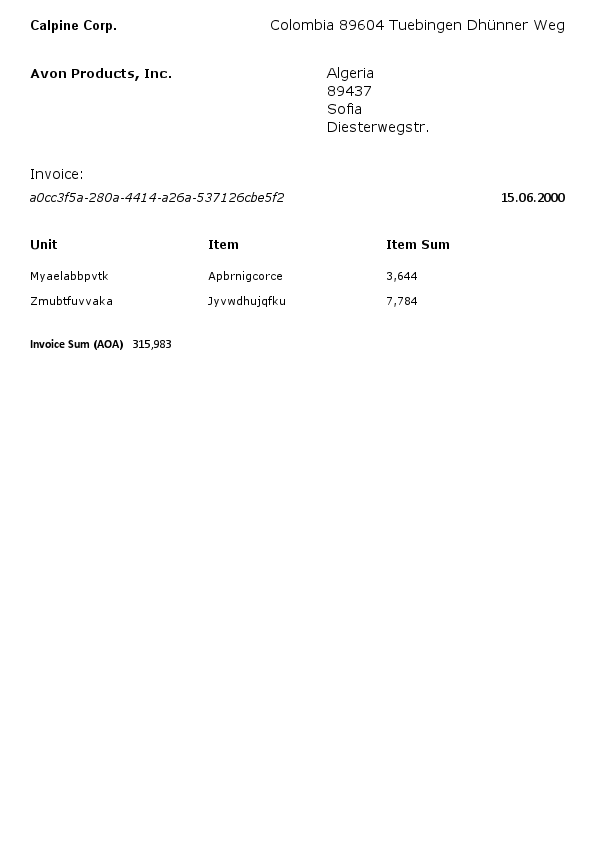 Calpine Corp. Colombia 89604 Tuebingen Dhünner Weg
Avon Products, Inc. Algeria
89437
Sofia
Diesterwegstr.
Invoice:
a0cc3f5a-280a-4414-a26a-537126cbe5f2 15.06.2000
Unit Item Item Sum
Myaelabbpvtk Apbrnigcorce 3,644
Zmubtfuvvaka Jyvwdhujqfku 7,784
Invoice Sum (AOA) 315,983